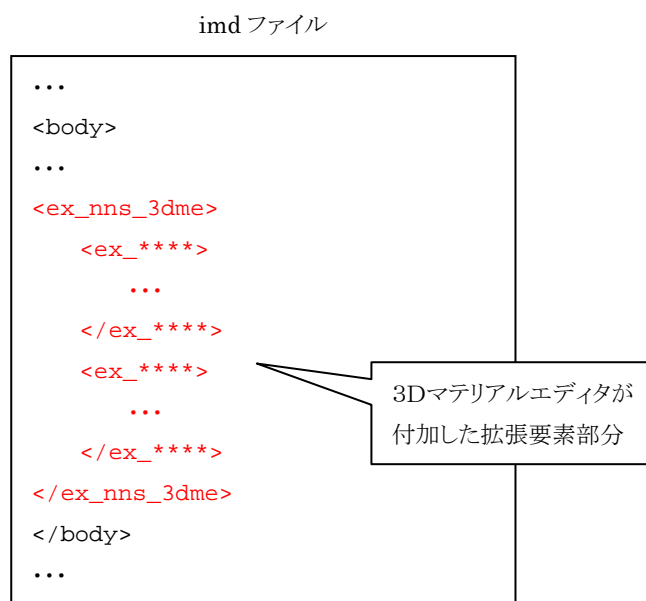 imd ファイル
・・・
<body>
・・・
<ex_nns_3dme>
<ex_****>
・・・
</ex_****>
<ex_****>
・・・
</ex_****>
</ex_nns_3dme>
</body>
・・・
3Dマテリアルエディタが
付加した拡張要素部分